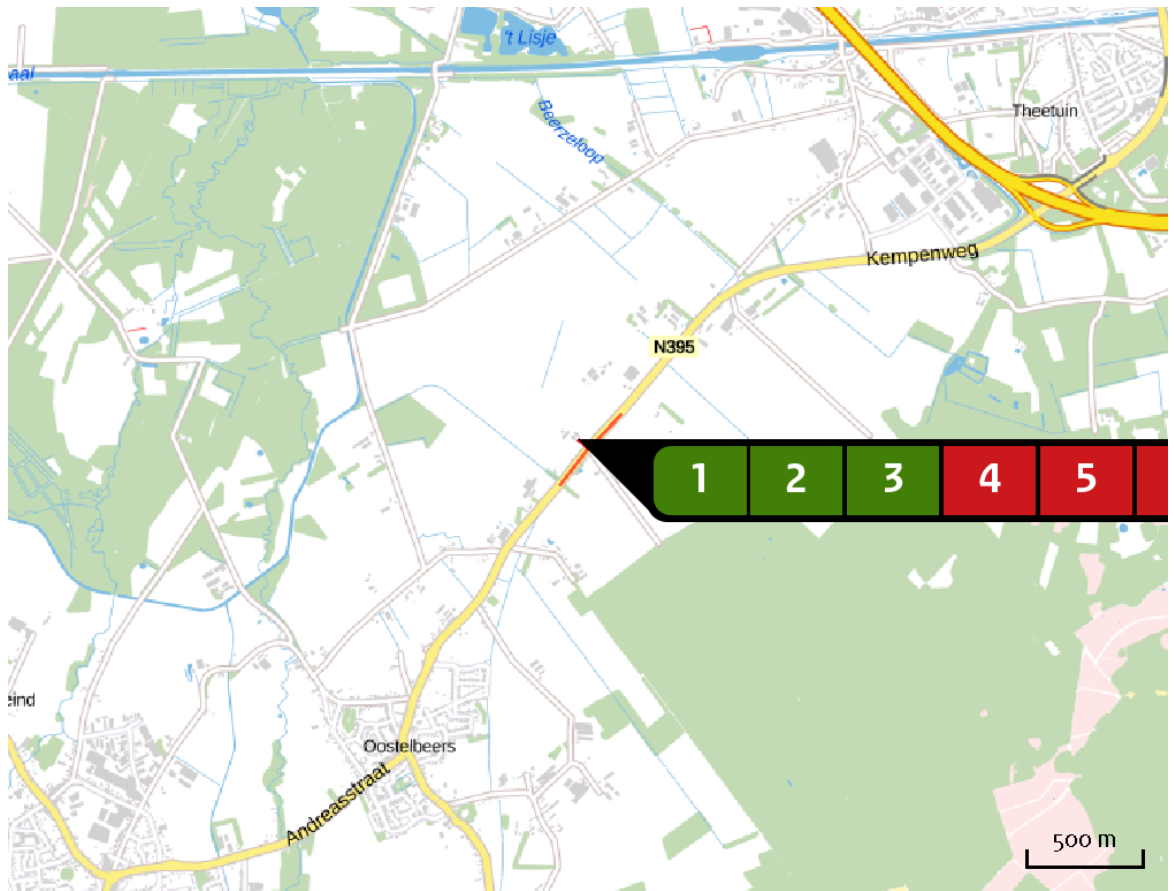 't Lisje
aal
Beerzeloop
Theetuin
Kempenweg
N395
1 2 3 4 5
eind
Oostelbeers
Andreasstraat
500 m